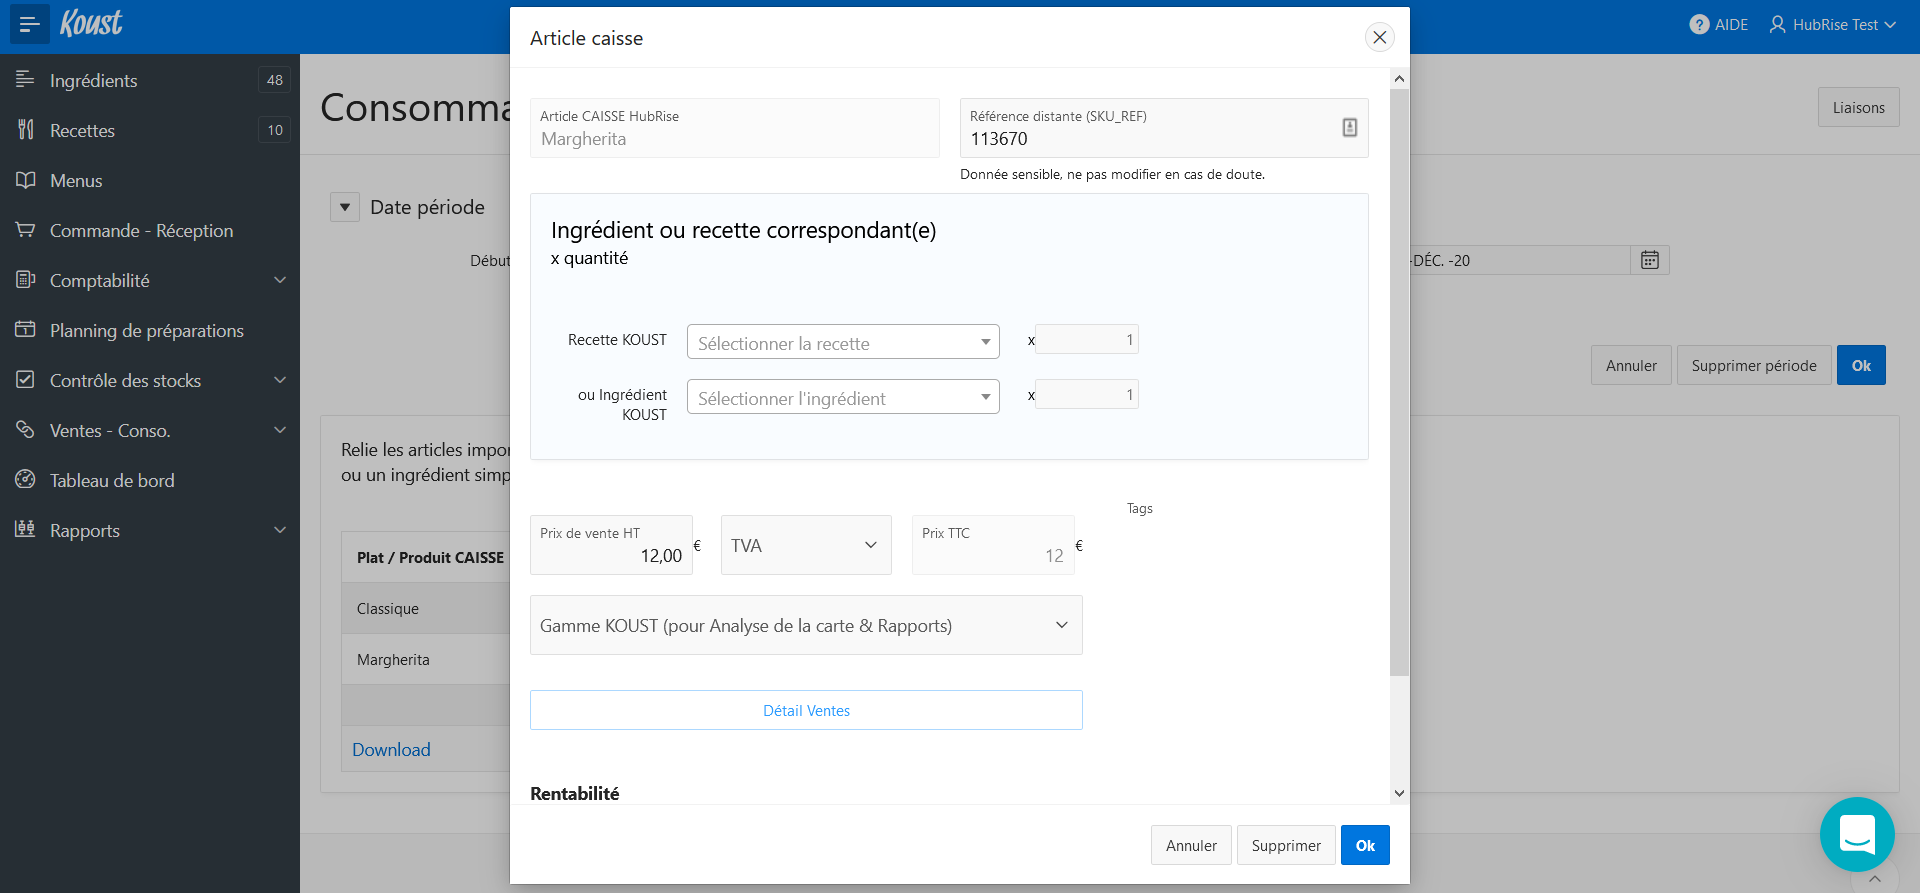 Koust
AIDE
HubRise Test
Ingrédients
48
Recettes
10
Menus
Commande - Réception
Comptabilité
Planning de préparations
Contrôle des stocks
Ventes - Conso.
Tableau de bord
Rapports
Liaisons
Date période
-DÉC. -20
Annuler
Supprimer période
Ok
Relie les articles
ou un ingrédient
Plat / Produit CAISSE
Classique
Margherita
Download
Article caisse
Article CAISSE HubRise
Margherita
Référence distante (SKU_REF)
113670
Donnée sensible, ne pas modifier en cas de doute.
Ingrédient ou recette correspondant(e)
x quantité
Recette KOUST
Sélectionner la recette
x
1
ou Ingrédient
KOUST
Sélectionner l'ingrédient
x
1
Prix de vente HT
12,00
€
TVA
Prix TTC
12
€
Tags
Gamme KOUST (pour Analyse de la carte & Rapports)
Détail Ventes
Rentabilité
Annuler
Supprimer
Ok